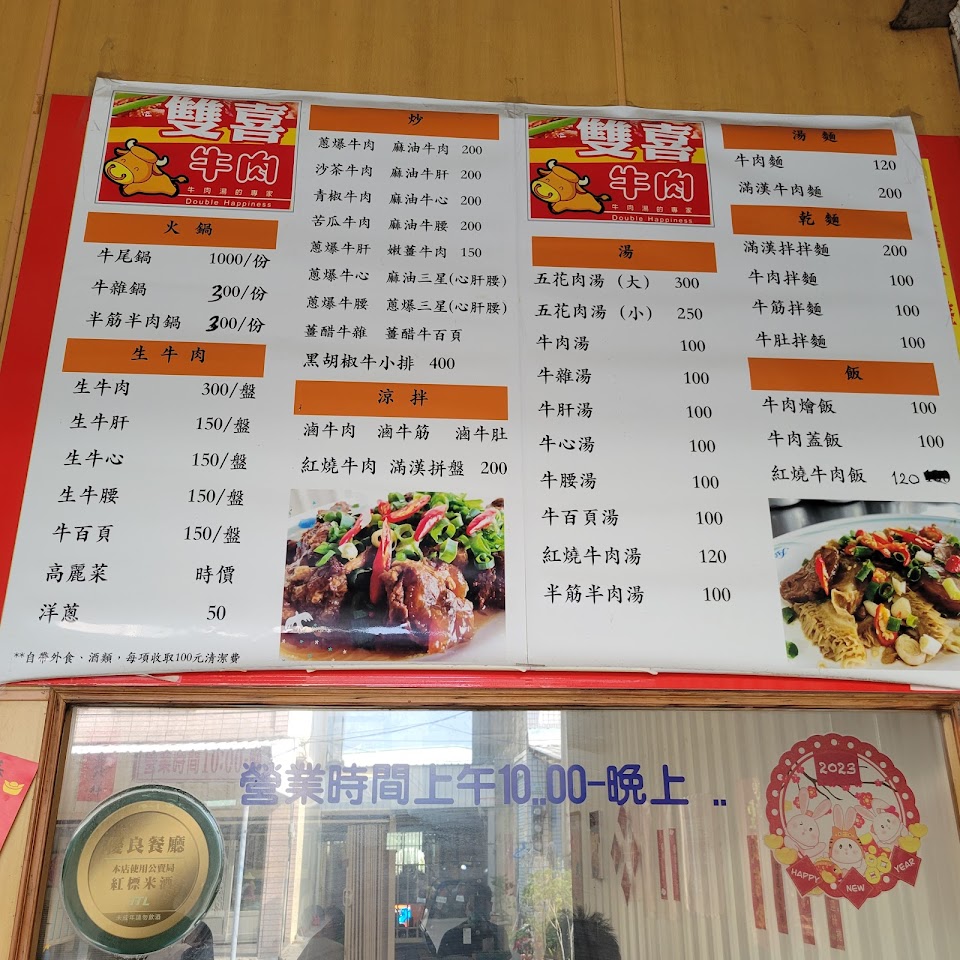 雙喜
牛肉
牛肉湯的專家
Double Happiness
火鍋
牛尾鍋 1000/份
牛雜鍋 300/份
半筋半肉鍋 300/份
生牛肉
生牛肉 300/盤
生牛肝 150/盤
生牛心 150/盤
生牛腰 150/盤
牛百頁 150/盤
高麗菜 時價
洋蔥 50
**自帶外食、酒類,每項收取100元清潔費
炒
蔥爆牛肉 麻油牛肉 200
沙茶牛肉 麻油牛肝 200
青椒牛肉 麻油牛心 200
苦瓜牛肉 麻油牛腰 200
蔥爆牛肝 嫩薑牛肉 150
蔥爆牛心 麻油三星(心肝腰)
蔥爆牛腰 蔥爆三星(心肝腰)
薑醋牛雜 薑醋牛百頁
黑胡椒牛小排 400
涼拌
滷牛肉 滷牛筋 滷牛肚
紅燒牛肉 滿漢拼盤 200
雙喜
牛肉
牛肉湯的專家
Double Happiness
湯
五花肉湯(大) 300
五花肉湯(小) 250
牛肉湯 100
牛雜湯 100
牛肝湯 100
牛心湯 100
牛腰湯 100
牛百頁湯 100
紅燒牛肉湯 120
半筋半肉湯 100
湯麵
牛肉麵 120
滿漢牛肉麵 200
乾麵
滿漢拌拌麵 200
牛肉拌麵 100
牛筋拌麵 100
牛肚拌麵 100
飯
牛肉燴飯 100
牛肉蓋飯 100
紅燒牛肉飯 120
營業時間上午10..00-晚上 ..
優良餐廳
本店使用公賣局
紅標米酒
TTL
未成年請勿飲酒
2023
HAPPY
NEW
YEAR